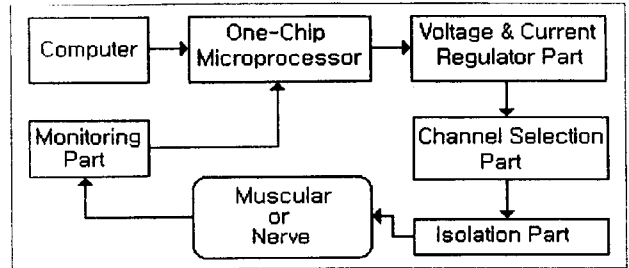 Computer
One-Chip
Microprocessor
Voltage & Current
Regulator Part
Channel Selection
Part
Isolation Part
Muscular
or
Nerve
Monitoring
Part